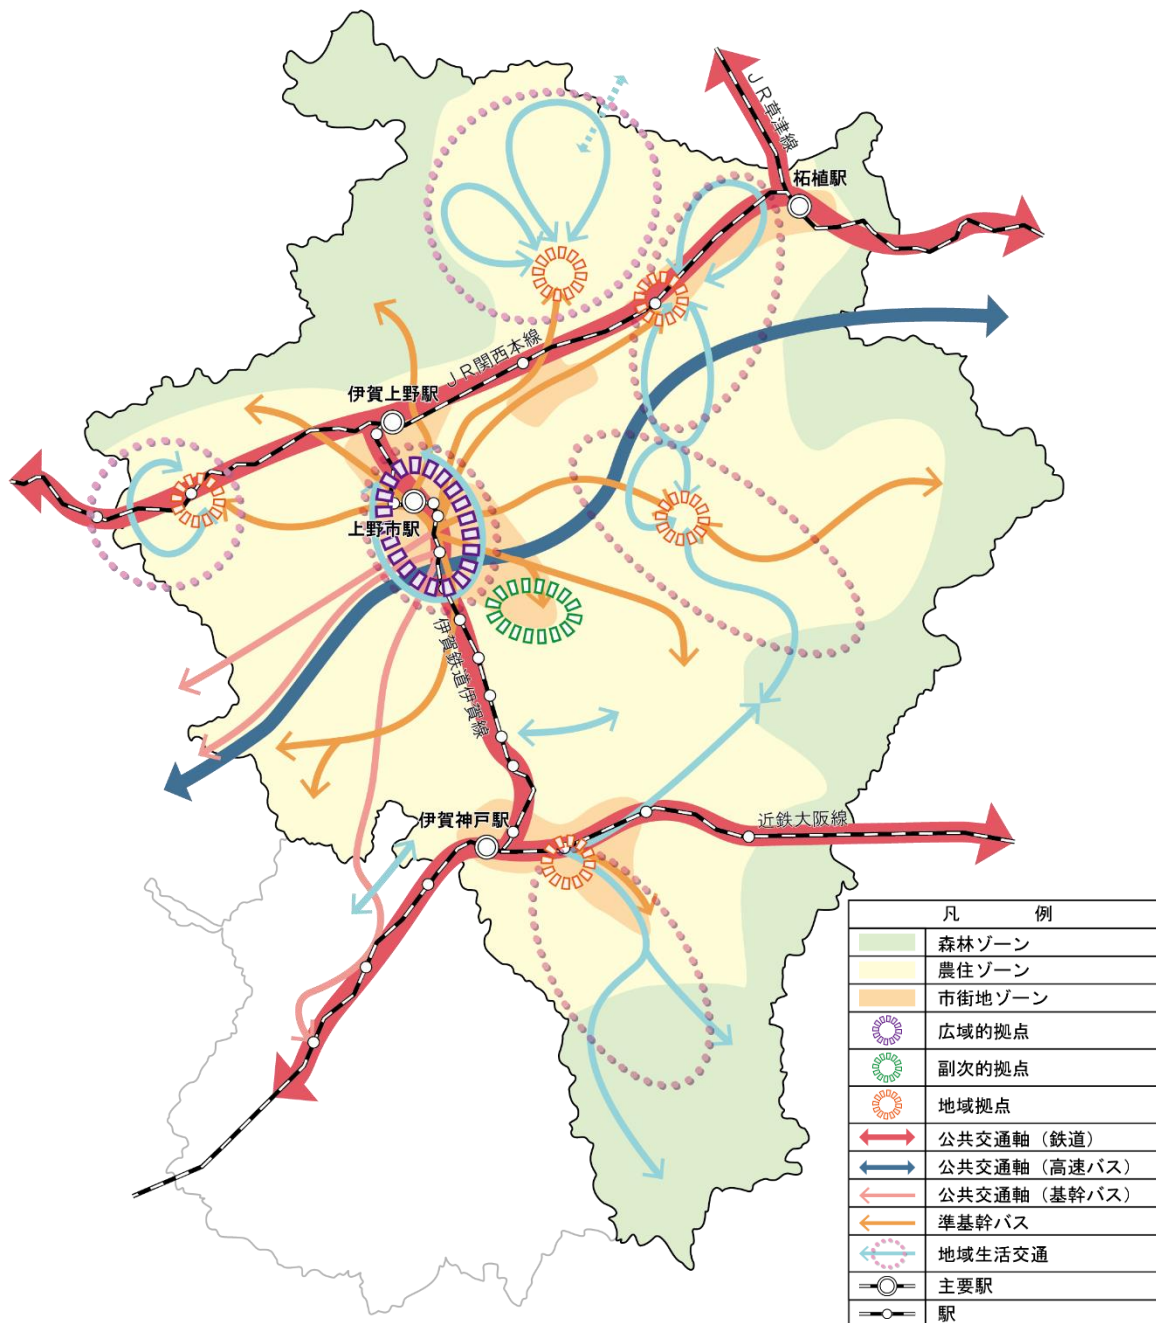 JR草津線
柘植駅
JR関西本線
伊賀上野駅
上野市駅
伊賀鉄道伊賀線
伊賀神戸駅
近鉄大阪線
凡　例
森林ゾーン
農住ゾーン
市街地ゾーン
広域的拠点
副次的拠点
地域拠点
公共交通軸（鉄道）
公共交通軸（高速バス）
公共交通軸（基幹バス）
準基幹バス
地域生活交通
主要駅
駅